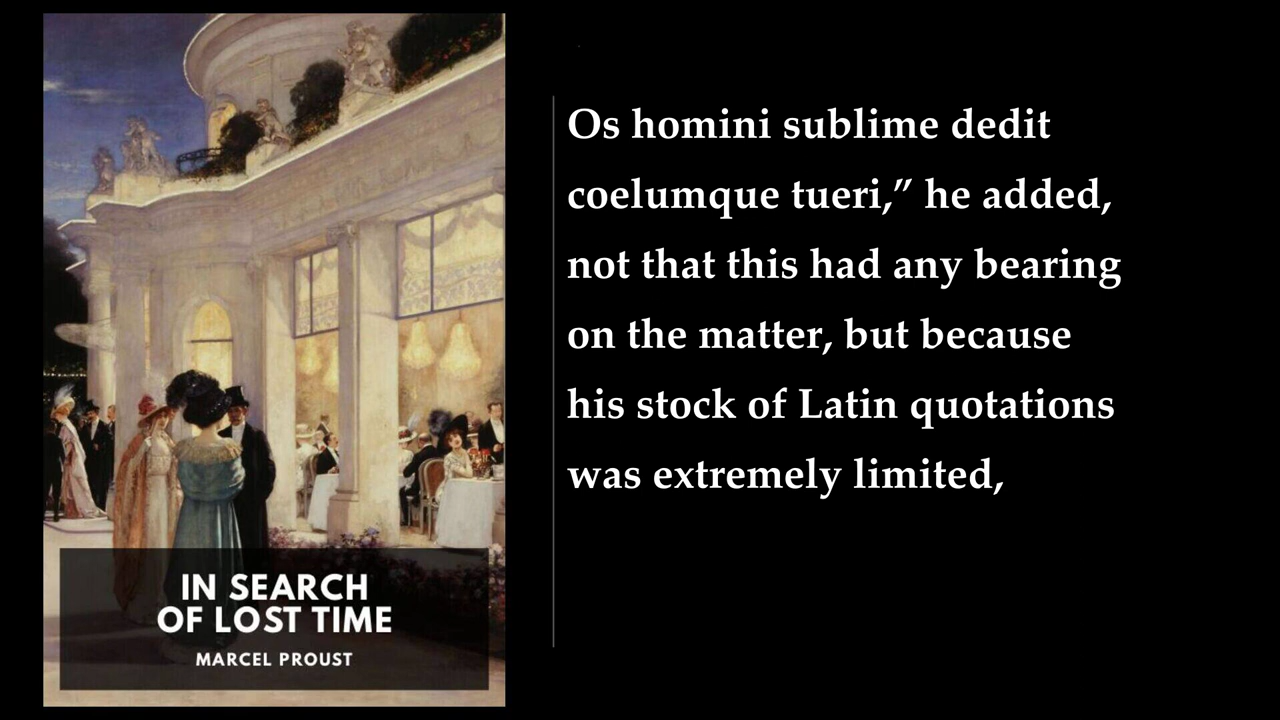 IN SEARCH
OF LOST TIME
MARCEL PROUST
Os homini sublime dedit
coelumque tueri,” he added,
not that this had any bearing
on the matter, but because
his stock of Latin quotations
was extremely limited,